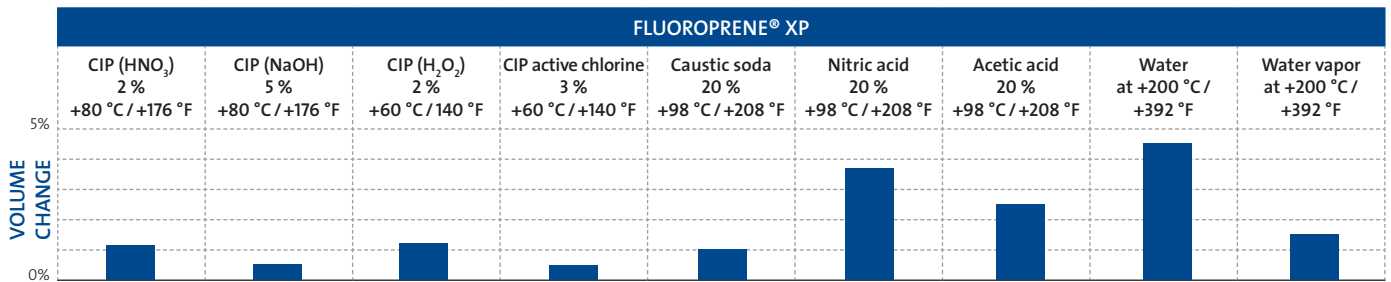 FLUOROPRENE® XP
CIP (HNO₃)
2 %
+80 °C / +176 °F
CIP (NaOH)
5 %
+80 °C / +176 °F
CIP (H₂O₂)
2 %
+60 °C / 140 °F
CIP active chlorine
3 %
+60 °C / +140 °F
Caustic soda
20 %
+98 °C / +208 °F
Nitric acid
20 %
+98 °C / +208 °F
Acetic acid
20 %
+98 °C / +208 °F
Water
at +200 °C /
+392 °F
Water vapor
at +200 °C /
+392 °F
5%
VOLUME
CHANGE
0%